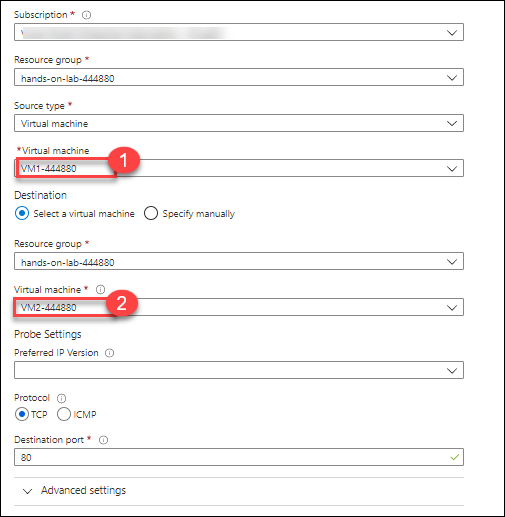 Subscription *
Resource group *
hands-on-lab-444880
Source type *
Virtual machine
*Virtual machine
VM1-444880
1
Destination
Select a virtual machine Specify manually
Resource group *
hands-on-lab-444880
Virtual machine *
VM2-444880
2
Probe Settings
Preferred IP Version
Protocol
TCP ICMP
Destination port *
80
Advanced settings